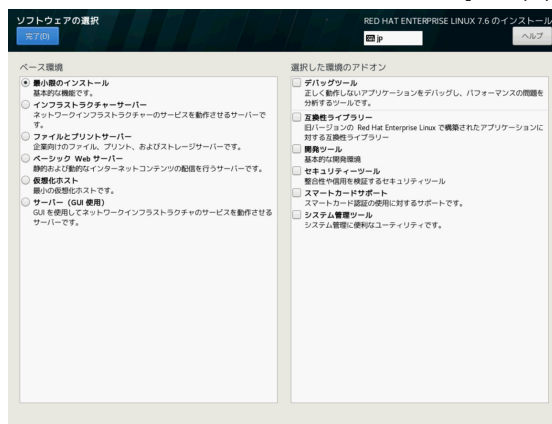 ソフトウェアの選択
RED HAT ENTERPRISE LINUX 7.6 のインストール
完了(D)
jp
ヘルプ
ベース環境
最小限のインストール
基本的な機能です。
インフラストラクチャーサーバー
ネットワークインフラストラクチャーのサービスを動作させるサーバーで
す。
ファイルとプリントサーバー
企業向けのファイル、プリント、およびストレージサーバーです。
ベーシック Web サーバー
静的および動的なインターネットコンテンツの配信を行うサーバーです。
仮想化ホスト
最小の仮想化ホストです。
サーバー（GUI 使用）
GUI を使用してネットワークインフラストラクチャのサービスを動作させる
サーバーです。
選択した環境のアドオン
デバッグツール
正しく動作しないアプリケーションをデバッグし、パフォーマンスの問題を
分析するツールです。
互換性ライブラリー
旧バージョンの Red Hat Enterprise Linux で構築されたアプリケーションに
対する互換性ライブラリー
開発ツール
基本的な開発環境
セキュリティーツール
整合性や信用を検証するセキュリティツール
スマートカードサポート
スマートカード認証の使用に対するサポートです。
システム管理ツール
システム管理に便利なユーティリティです。